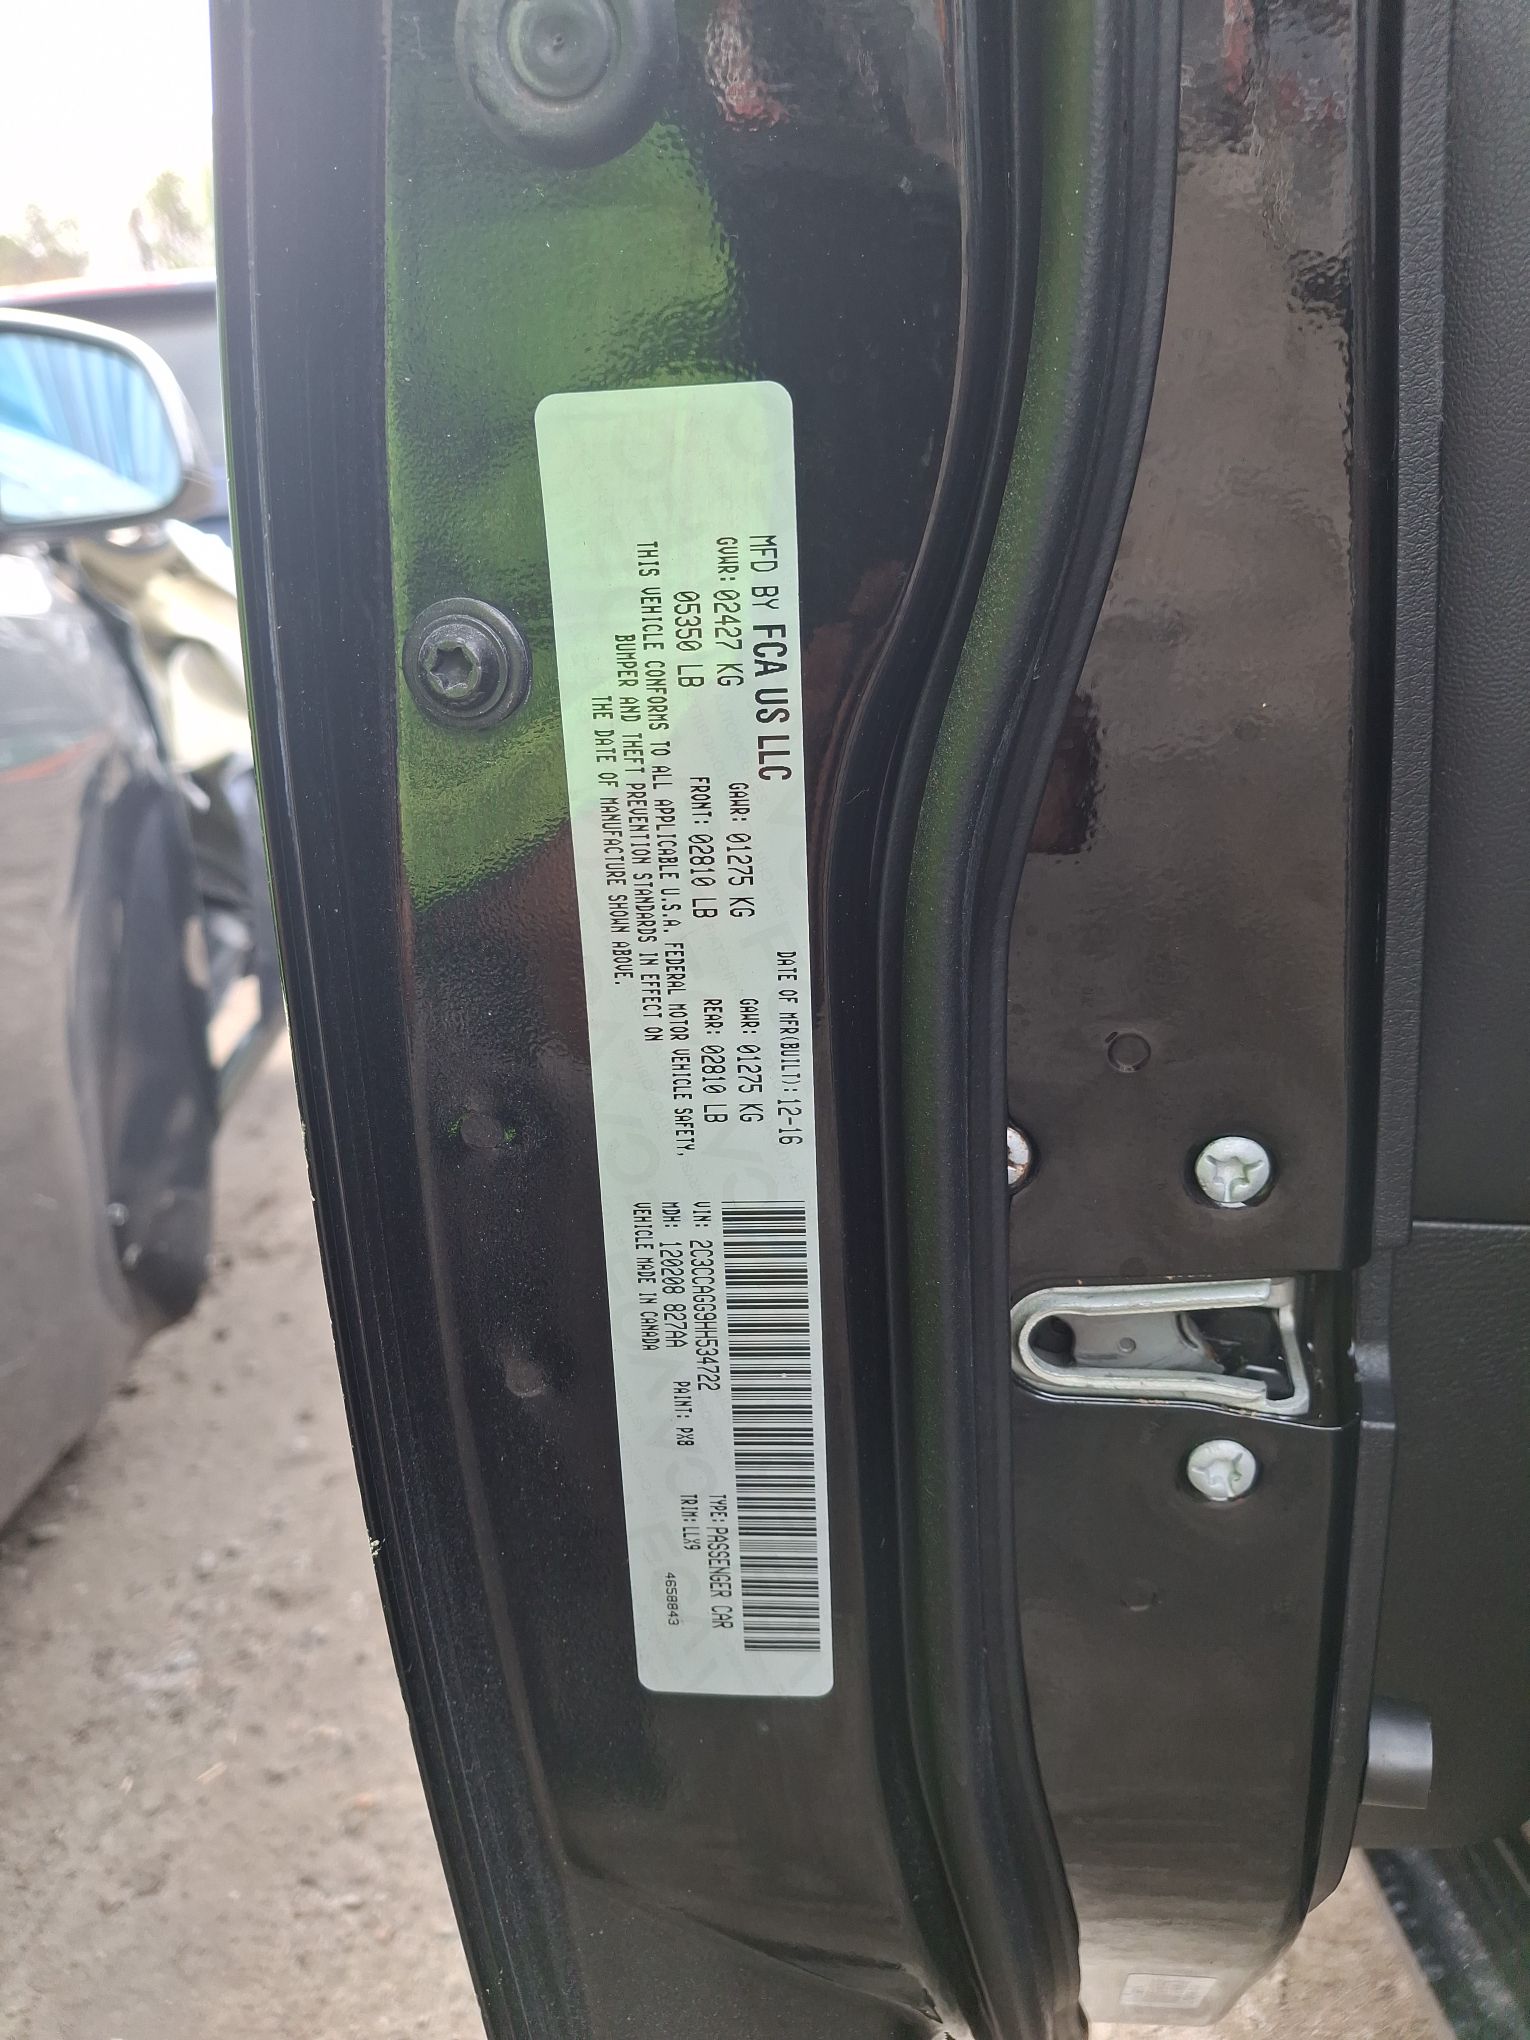 MFD BY FCA US LLC
DATE OF MFR(BUILT): 12-16
GVWR: 02427 KG
GAWR: 01275 KG
GAWR: 01275 KG
05350 LB
FRONT: 02810 LB
REAR: 02810 LB
THIS VEHICLE CONFORMS TO ALL APPLICABLE U.S.A. FEDERAL MOTOR VEHICLE SAFETY,
BUMPER AND THEFT PREVENTION STANDARDS IN EFFECT ON
THE DATE OF MANUFACTURE SHOWN ABOVE.
VIN: 2C3CCAGG9HH534722
TYPE: PASSENGER CAR
MDH: 120208 827AA
PAINT: PX8
TRIM: LLX9
VEHICLE MADE IN CANADA
4658843